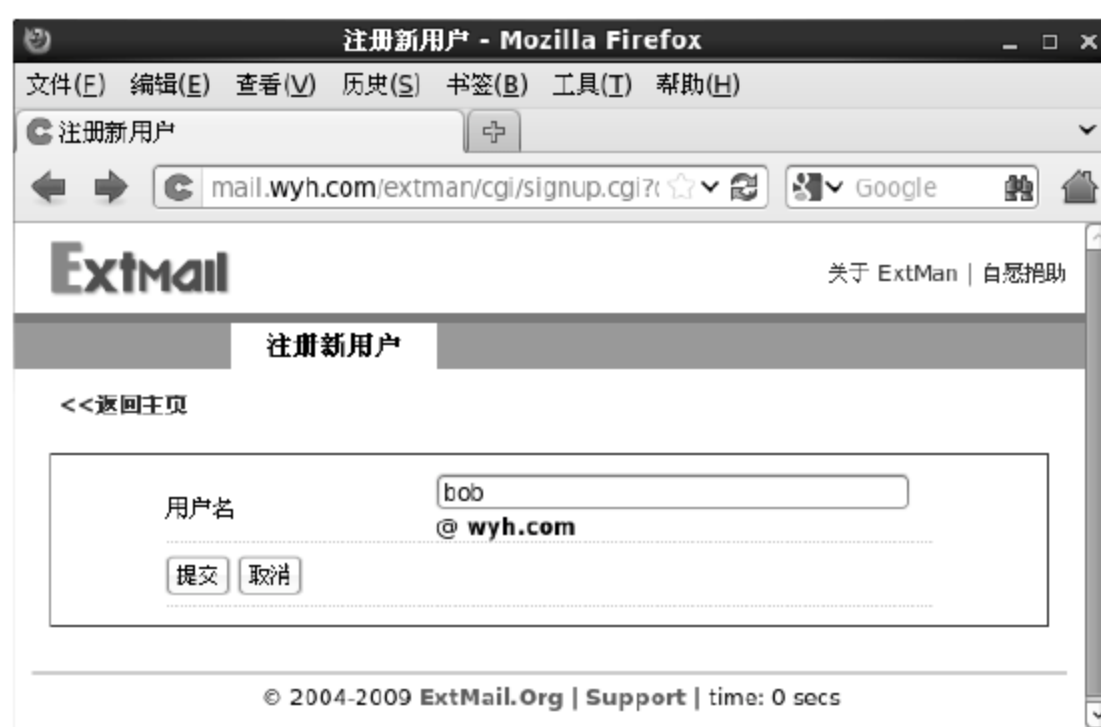 注册新用户 - Mozilla Firefox
文件(F) 编辑(E) 查看(V) 历史(S) 书签(B) 工具(T) 帮助(H)
注册新用户
mail.wyh.com/extman/cgi/signup.cgi? Google
ExtMail
关于 ExtMan | 自愿捐助
注册新用户
<<返回主页
用户名
bob
@ wyh.com
提交 取消
© 2004-2009 ExtMail.Org | Support | time: 0 secs